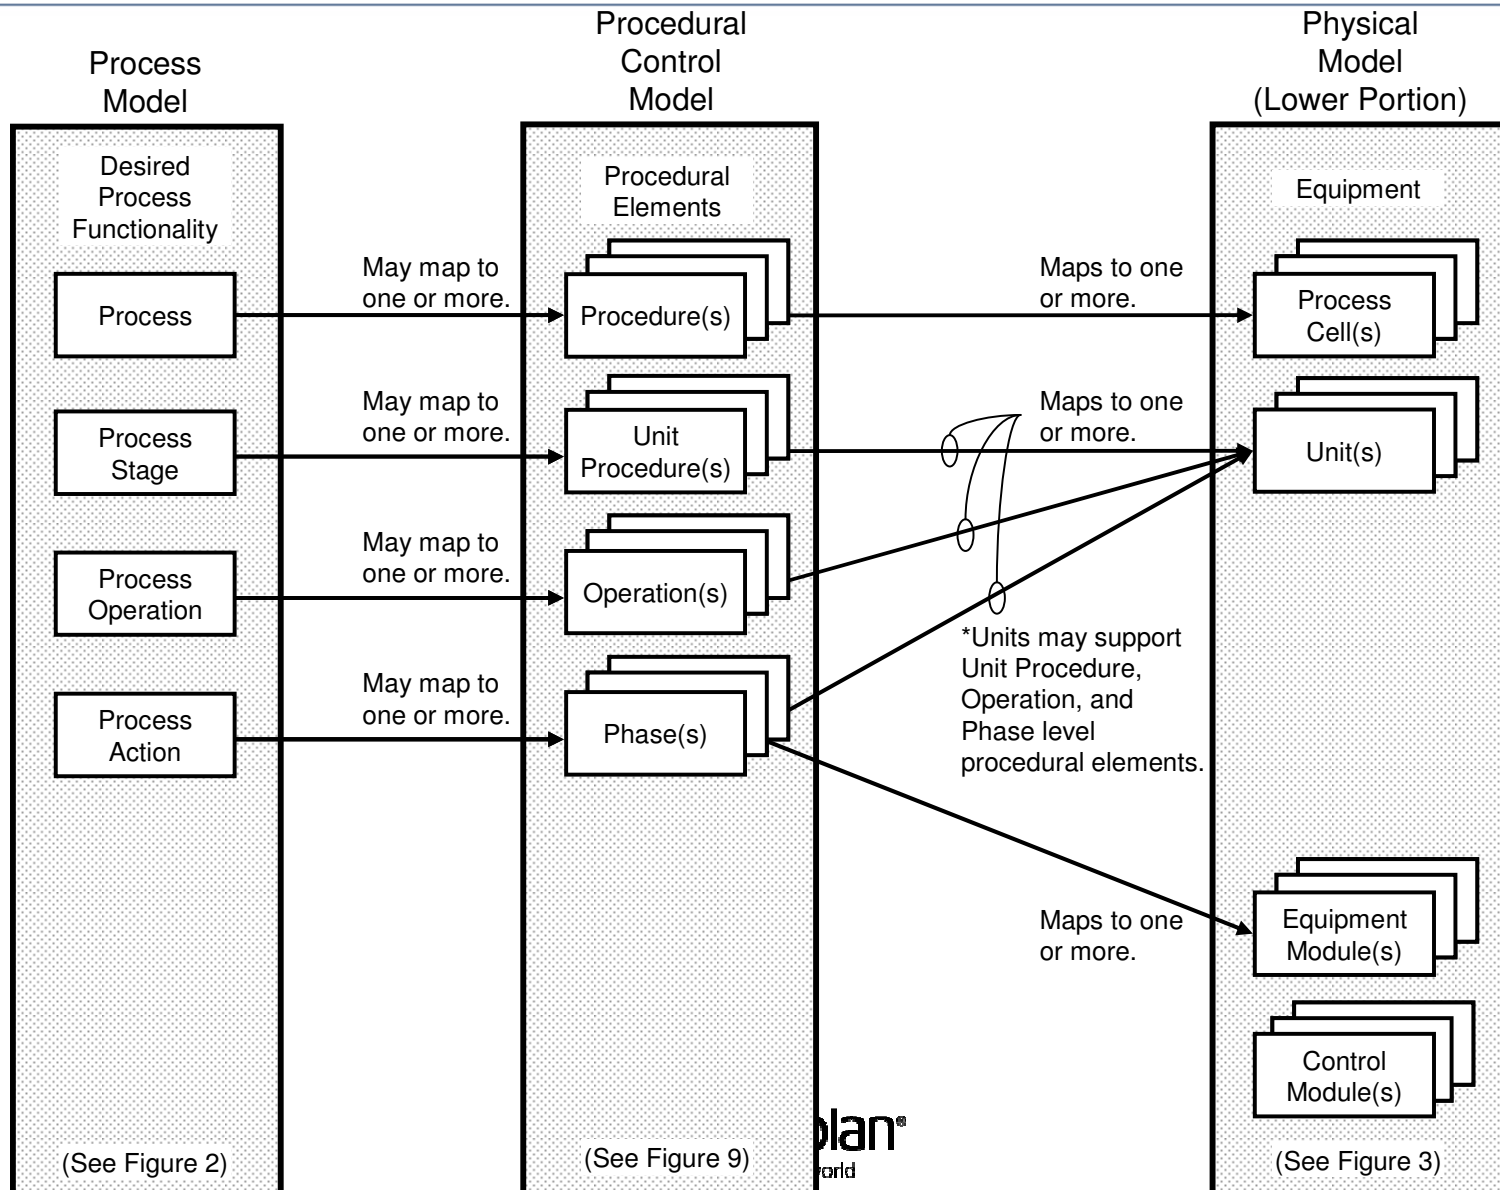 Process
Model
Procedural
Control
Model
Physical
Model
(Lower Portion)
Desired
Process
Functionality
Procedural
Elements
Equipment
Process
May map to
one or more.
Procedure(s)
Maps to one
or more.
Process
Cell(s)
Process
Stage
May map to
one or more.
Unit
Procedure(s)
Maps to one
or more.
Unit(s)
Process
Operation
May map to
one or more.
Operation(s)
*Units may support
Unit Procedure,
Operation, and
Phase level
procedural elements.
Process
Action
May map to
one or more.
Phase(s)
Maps to one
or more.
Equipment
Module(s)
Control
Module(s)
(See Figure 2)
(See Figure 9)
(See Figure 3)